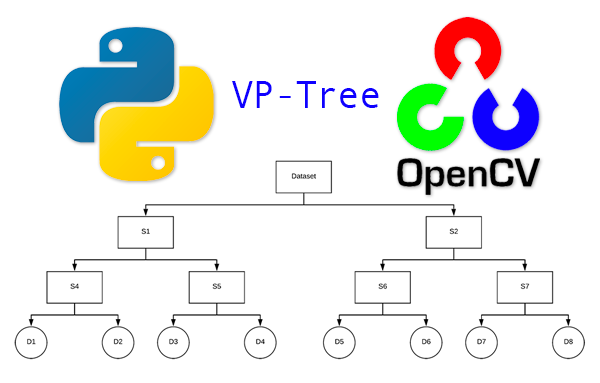 VP-Tree
OpenCV
Dataset
S1 S2
S4 S5 S6 S7
D1 D2 D3 D4 D5 D6 D7 D8